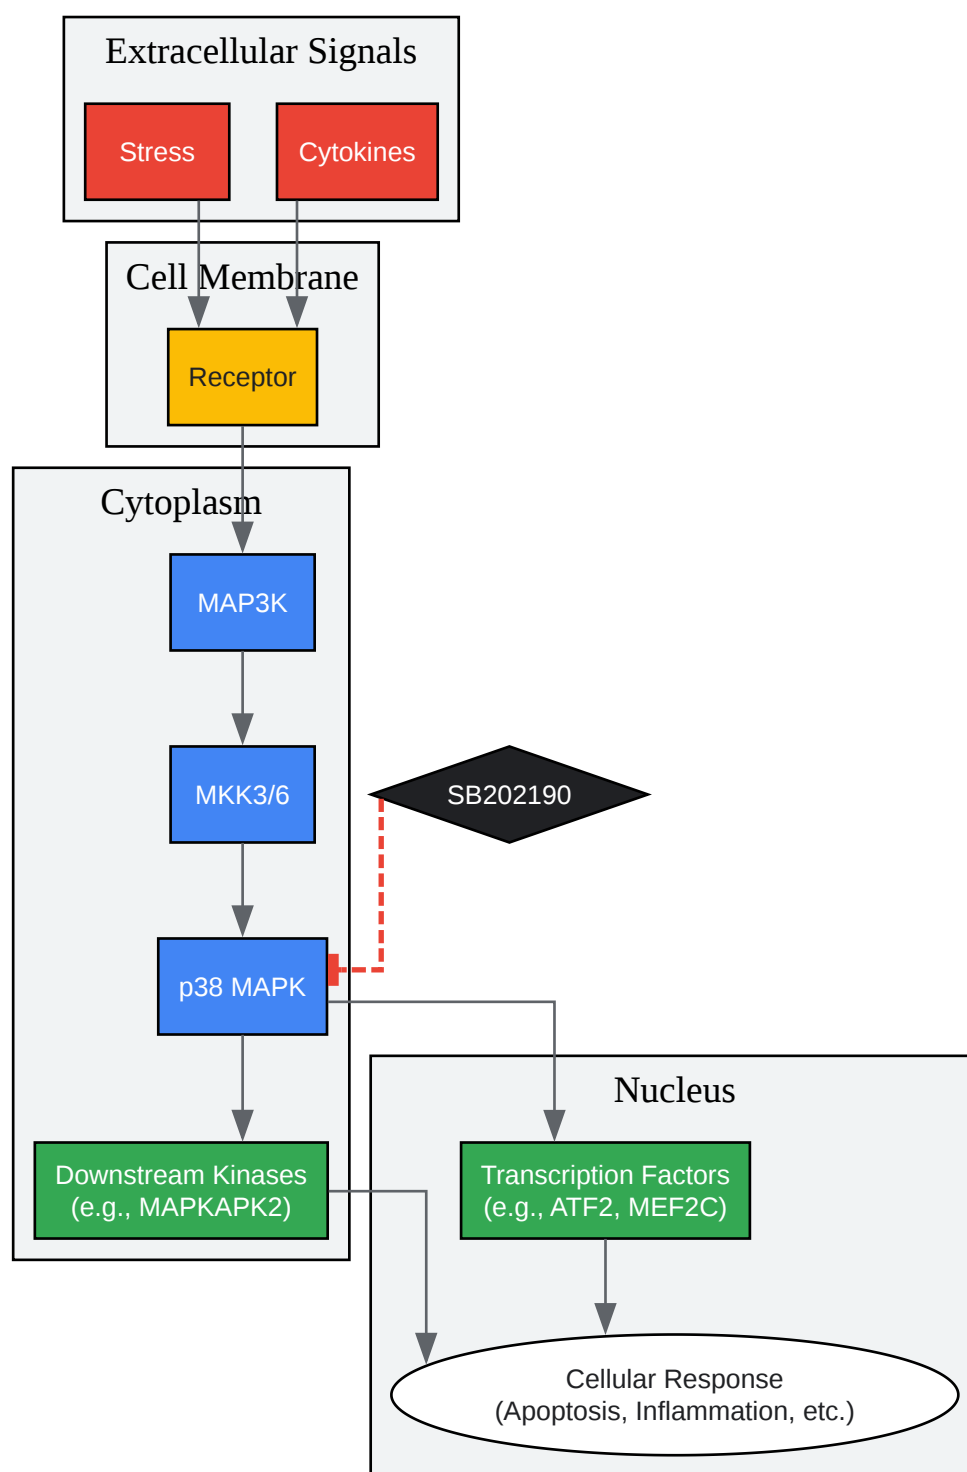 Extracellular Signals
Stress
Cytokines
Cell Membrane
Receptor
Cytoplasm
MAP3K
MKK3/6
SB202190
p38 MAPK
Nucleus
Downstream Kinases
(e.g., MAPKAPK2)
Transcription Factors
(e.g., ATF2, MEF2C)
Cellular Response
(Apoptosis, Inflammation, etc.)